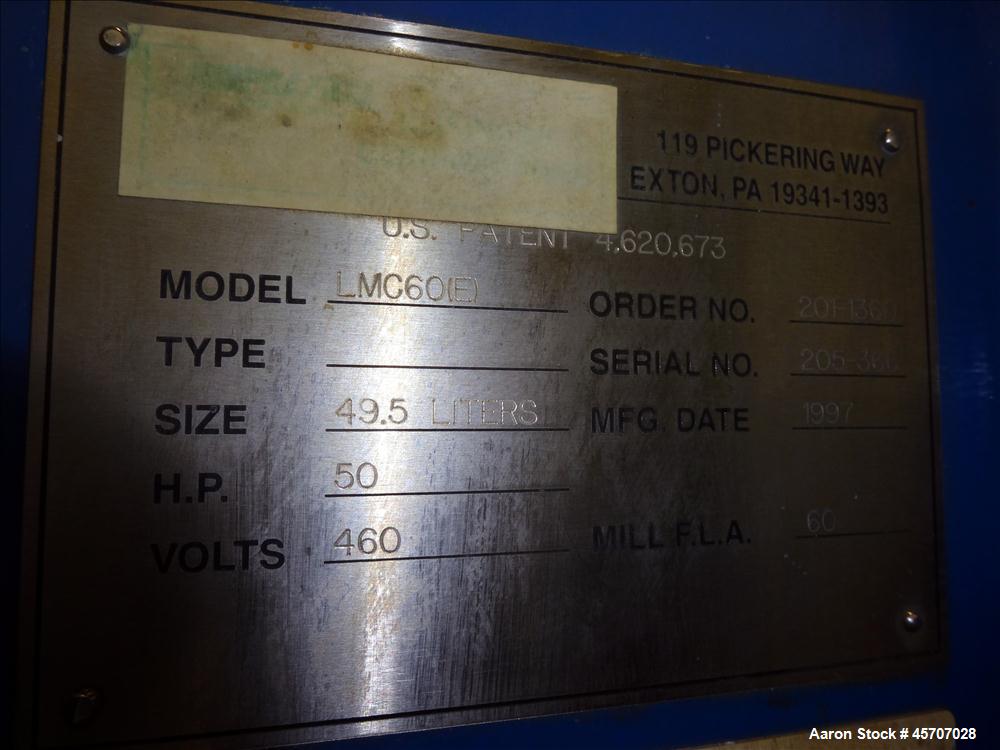 119 PICKERING WAY
EXTON, PA 19341-1393
U.S. PATENT 4,620,673
MODEL LMC60(E) ORDER NO.
TYPE SERIAL NO.
SIZE 49.5 LITERS MFG. DATE 1997
H.P. 50
VOLTS 460 MILL F.L.A. 60
Aaron Stock # 45707028